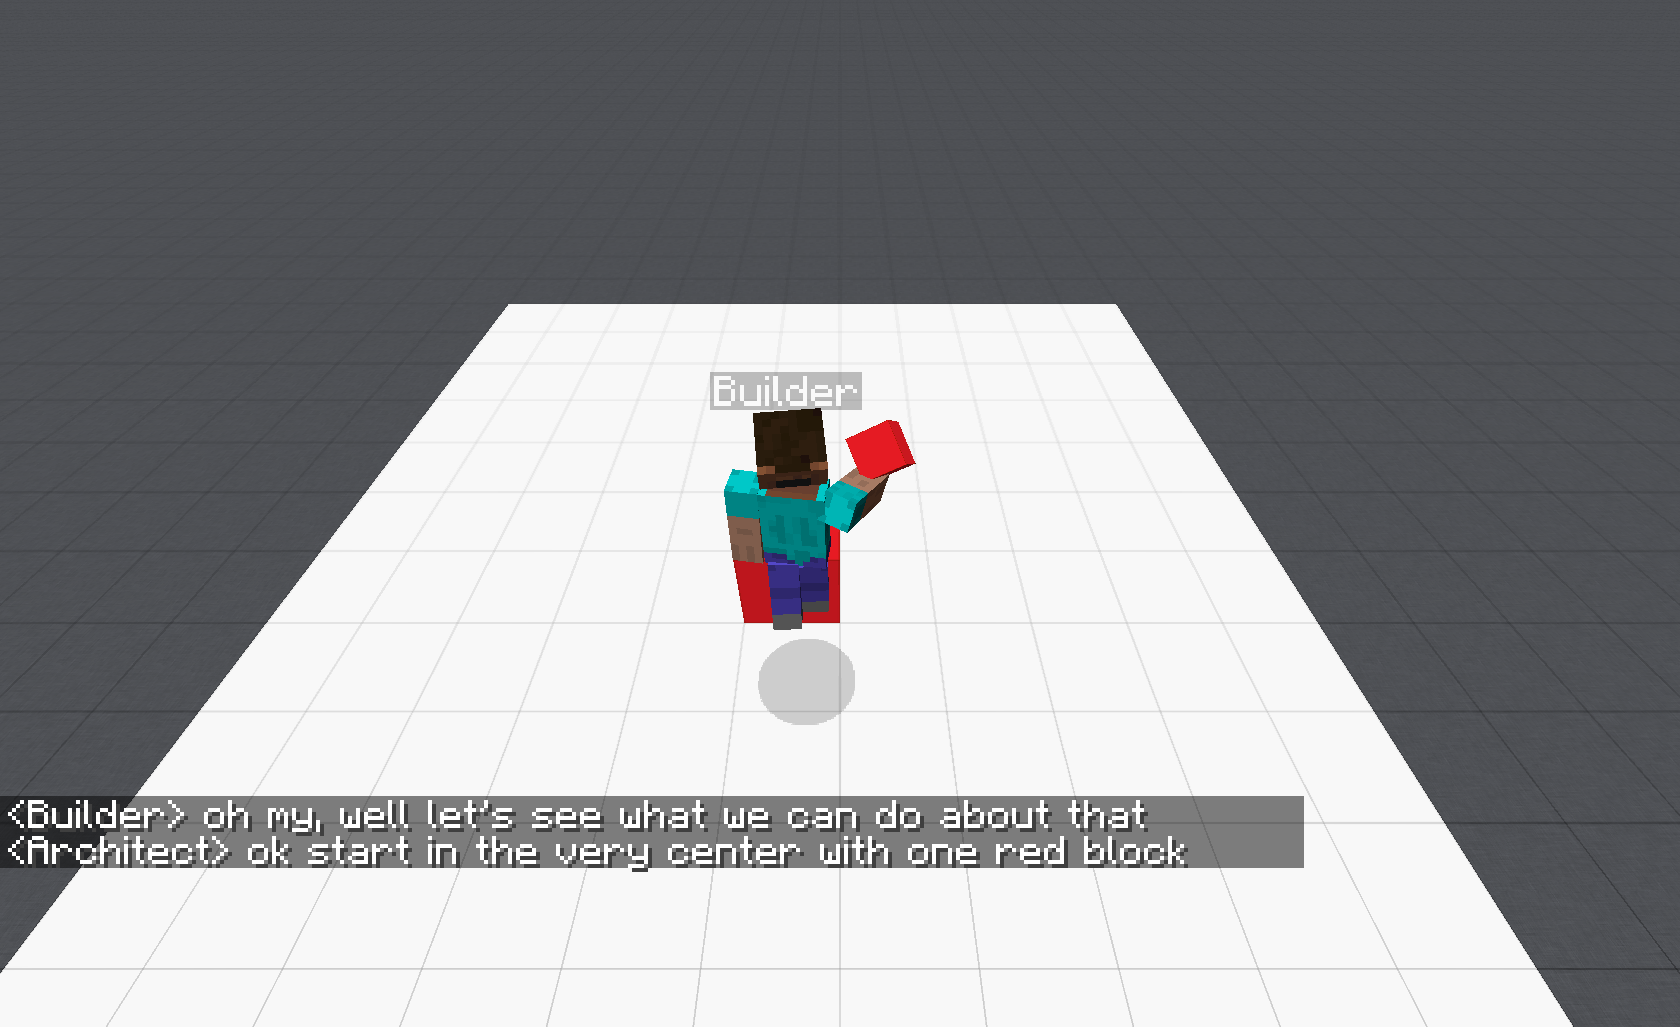 Builder
<Builder> oh my, well let's see what we can do about that
<Architect> ok start in the very center with one red block